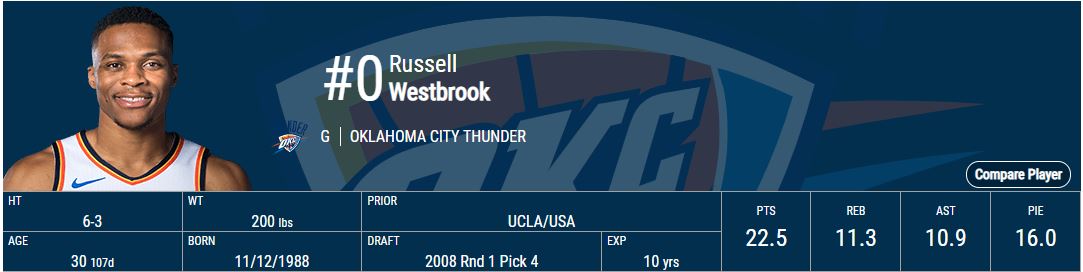 #0
Russell
Westbrook
G | OKLAHOMA CITY THUNDER
OKC
OKC
Compare Player
HT
6-3
WT
200 lbs
PRIOR
UCLA/USA
AGE
30 107d
BORN
11/12/1988
DRAFT
2008 Rnd 1 Pick 4
EXP
10 yrs
PTS
22.5
REB
11.3
AST
10.9
PIE
16.0